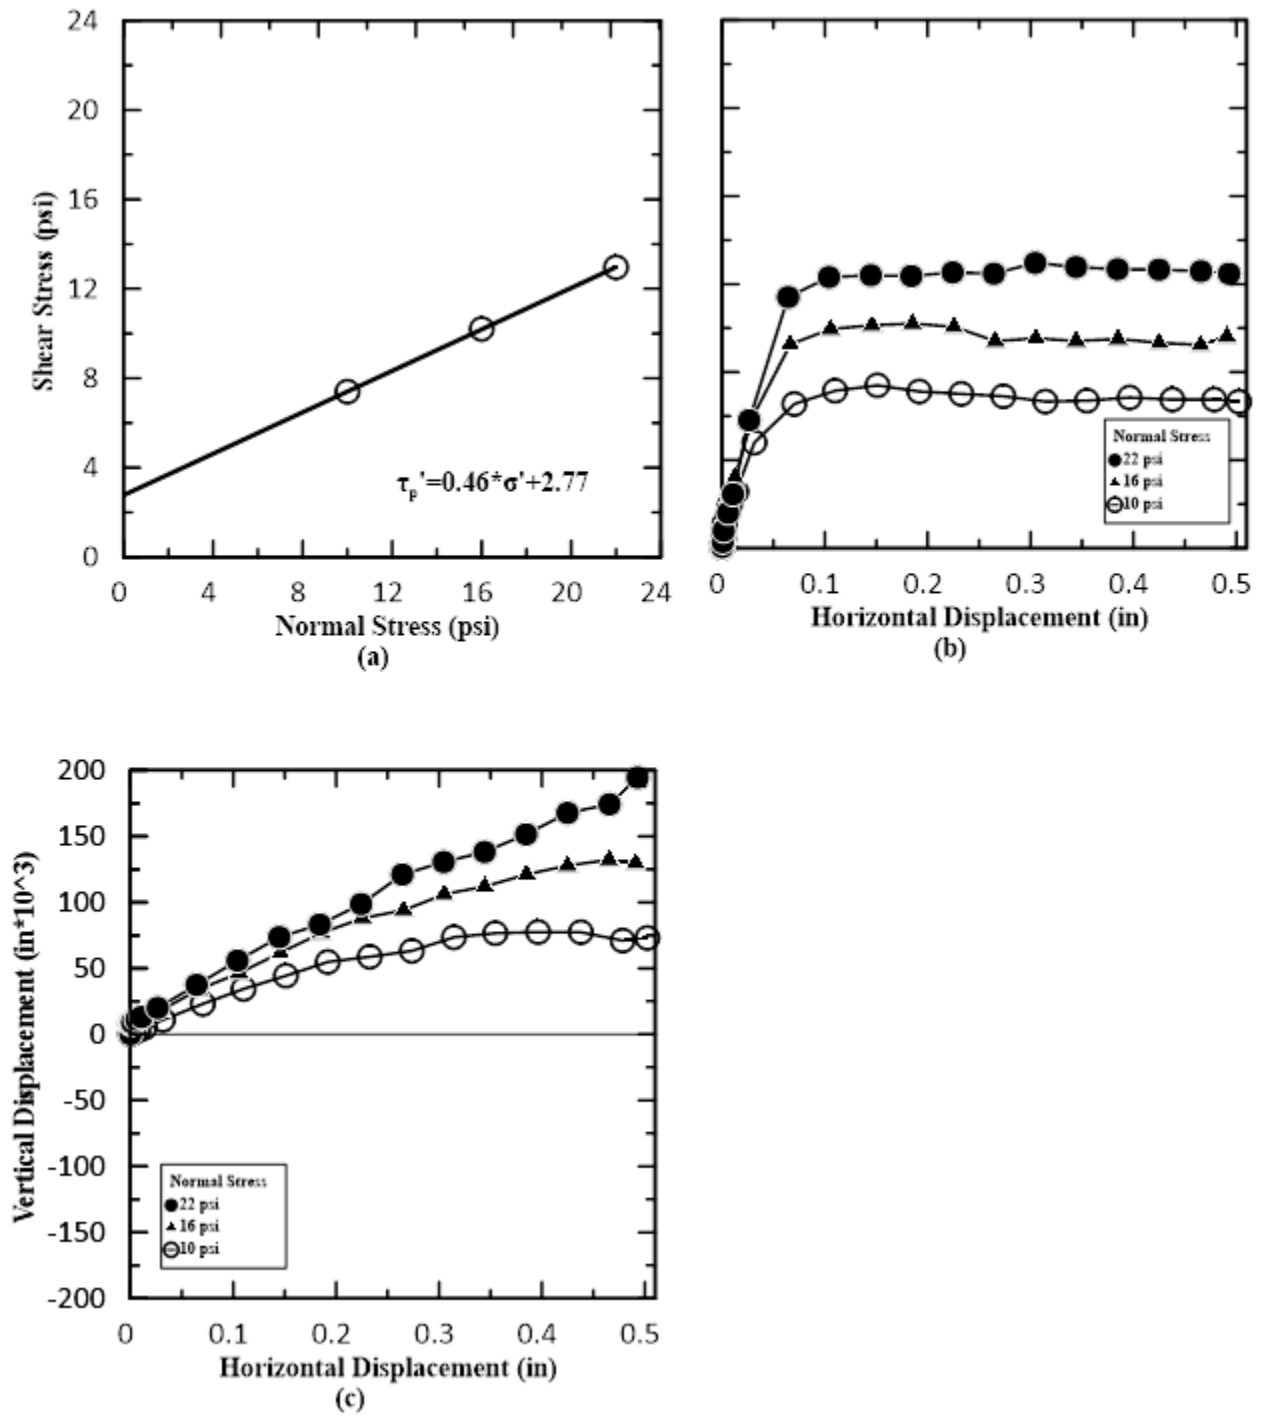 24
20
16
12
8
4
0
Shear Stress (psi)
τp'=0.46*σ'+2.77
0 4 8 12 16 20 24
Normal Stress (psi)
(a)
Normal Stress
22 psi
16 psi
10 psi
0 0.1 0.2 0.3 0.4 0.5
Horizontal Displacement (in)
(b)
200
150
100
50
0
-50
-100
-150
-200
Vertical Displacement (in*10^3)
Normal Stress
22 psi
16 psi
10 psi
0 0.1 0.2 0.3 0.4 0.5
Horizontal Displacement (in)
(c)